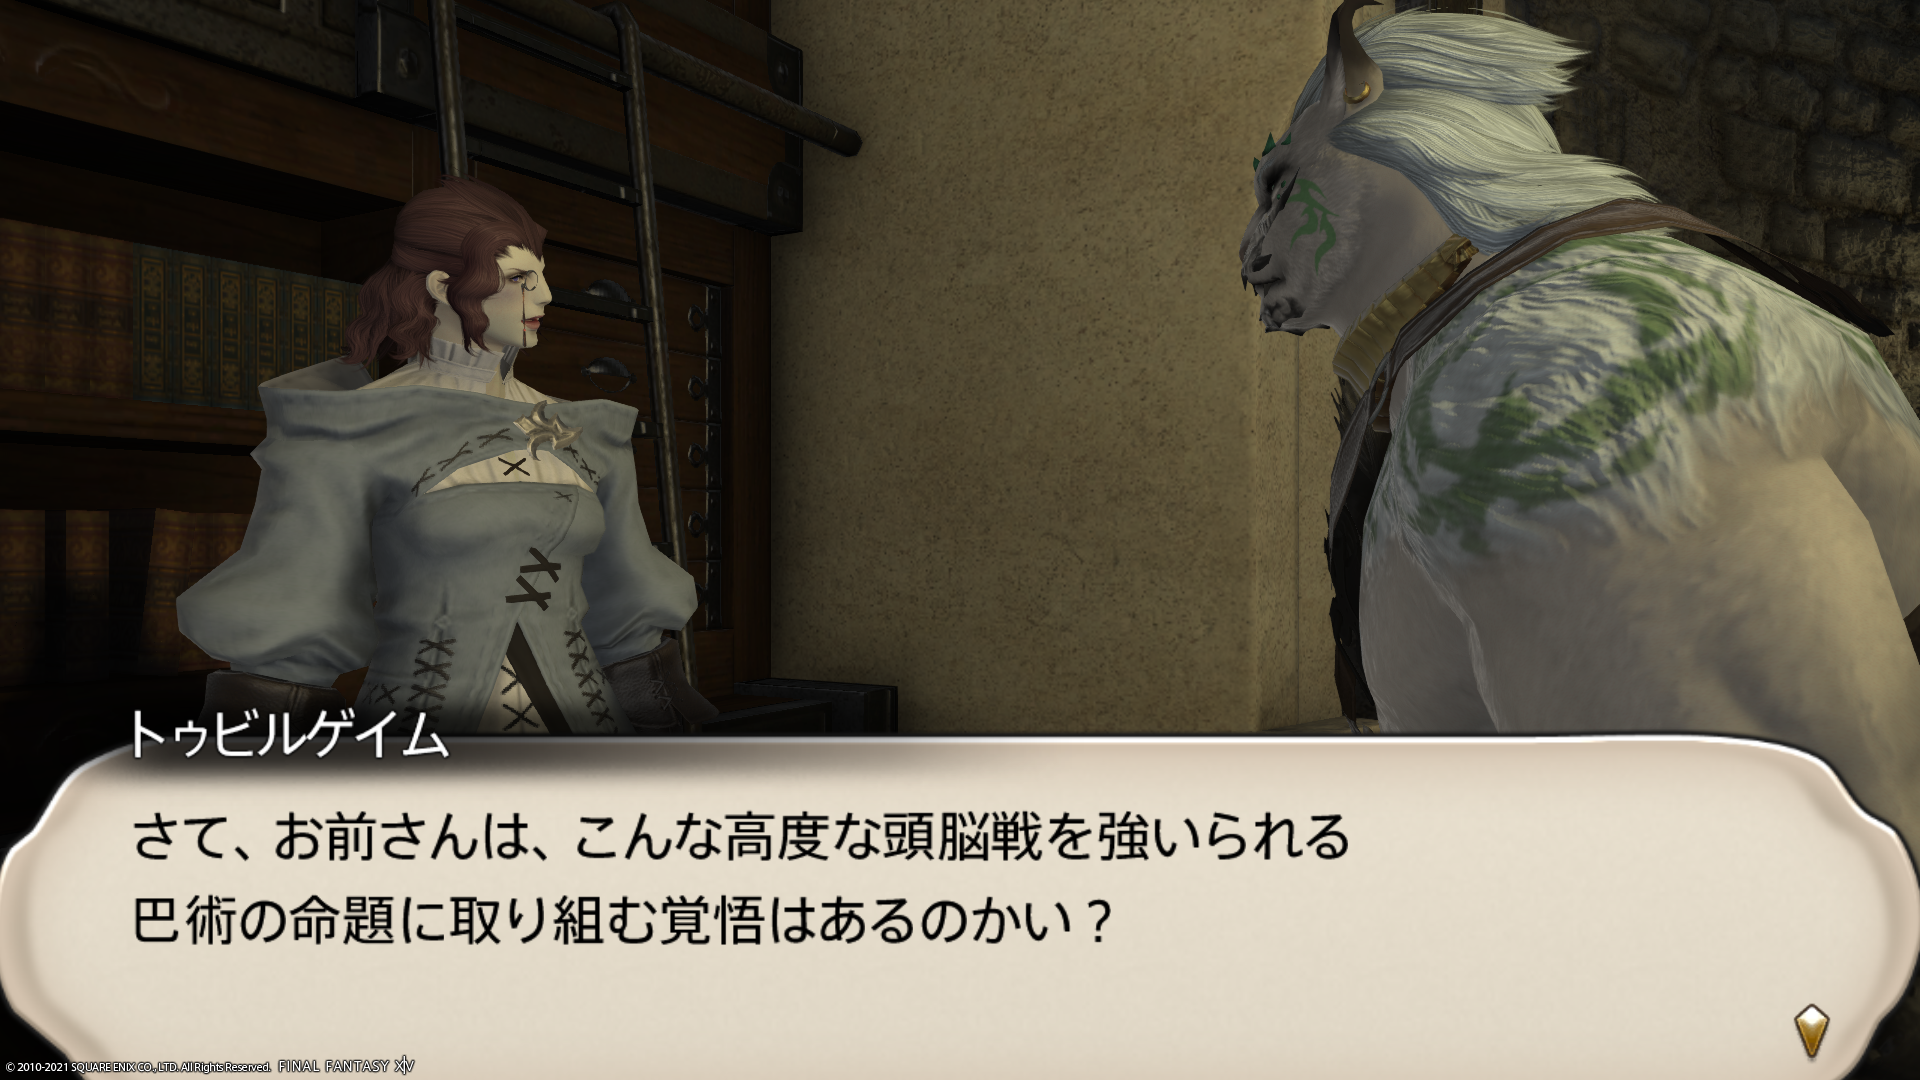 トゥビルゲイム
さて、お前さんは、こんな高度な頭脳戦を強いられる
巴術の命題に取り組む覚悟はあるのかい？
© 2010-2021 SQUARE ENIX CO., LTD. All Rights Reserved. FINAL FANTASY XIV